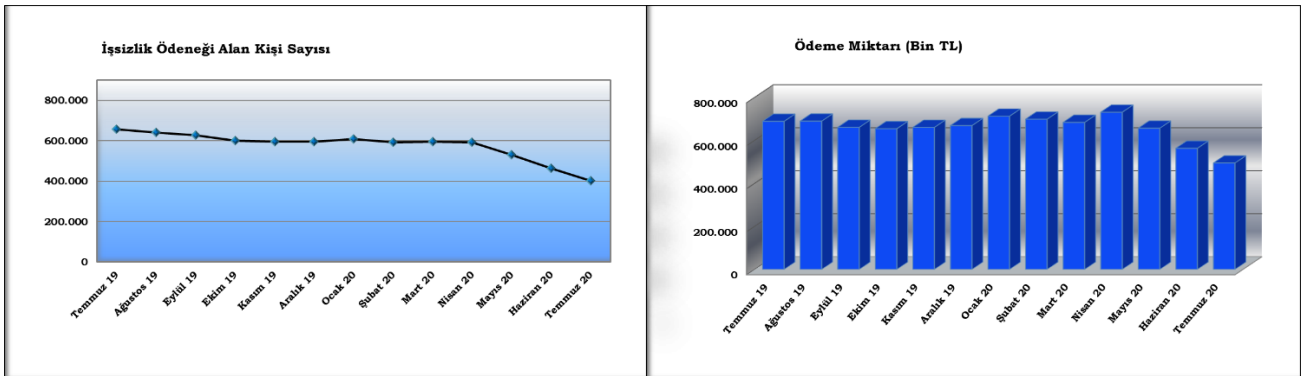 İşsizlik Ödeneği Alan Kişi Sayısı
800.000
600.000
400.000
200.000
0
Temmuz 19
Ağustos 19
Eylül 19
Ekim 19
Kasım 19
Aralık 19
Ocak 20
Şubat 20
Mart 20
Nisan 20
Mayıs 20
Haziran 20
Temmuz 20
Ödeme Miktarı (Bin TL)
800.000
600.000
400.000
200.000
0
Temmuz 19
Ağustos 19
Eylül 19
Ekim 19
Kasım 19
Aralık 19
Ocak 20
Şubat 20
Mart 20
Nisan 20
Mayıs 20
Haziran 20
Temmuz 20